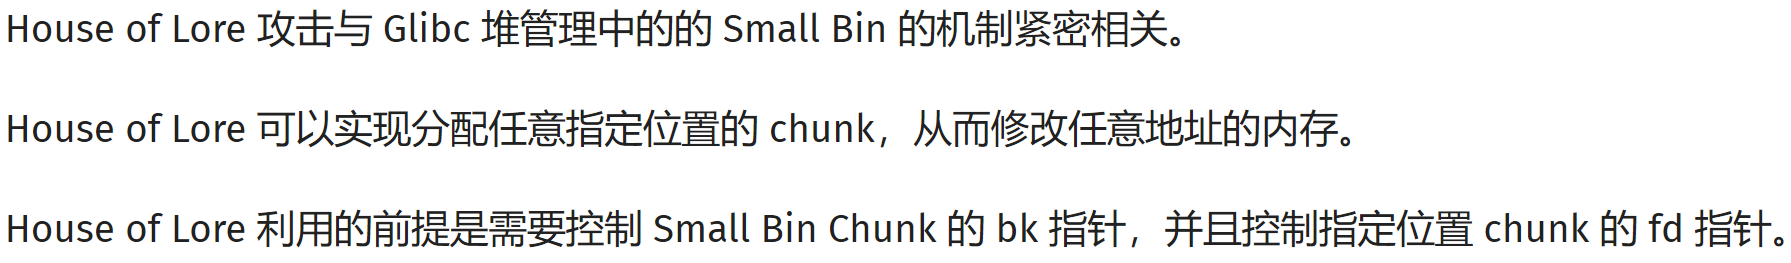 House of Lore 攻击与 Glibc 堆管理中的的 Small Bin 的机制紧密相关。
House of Lore 可以实现分配任意指定位置的 chunk，从而修改任意地址的内存。
House of Lore 利用的前提是需要控制 Small Bin Chunk 的 bk 指针，并且控制指定位置 chunk 的 fd 指针。